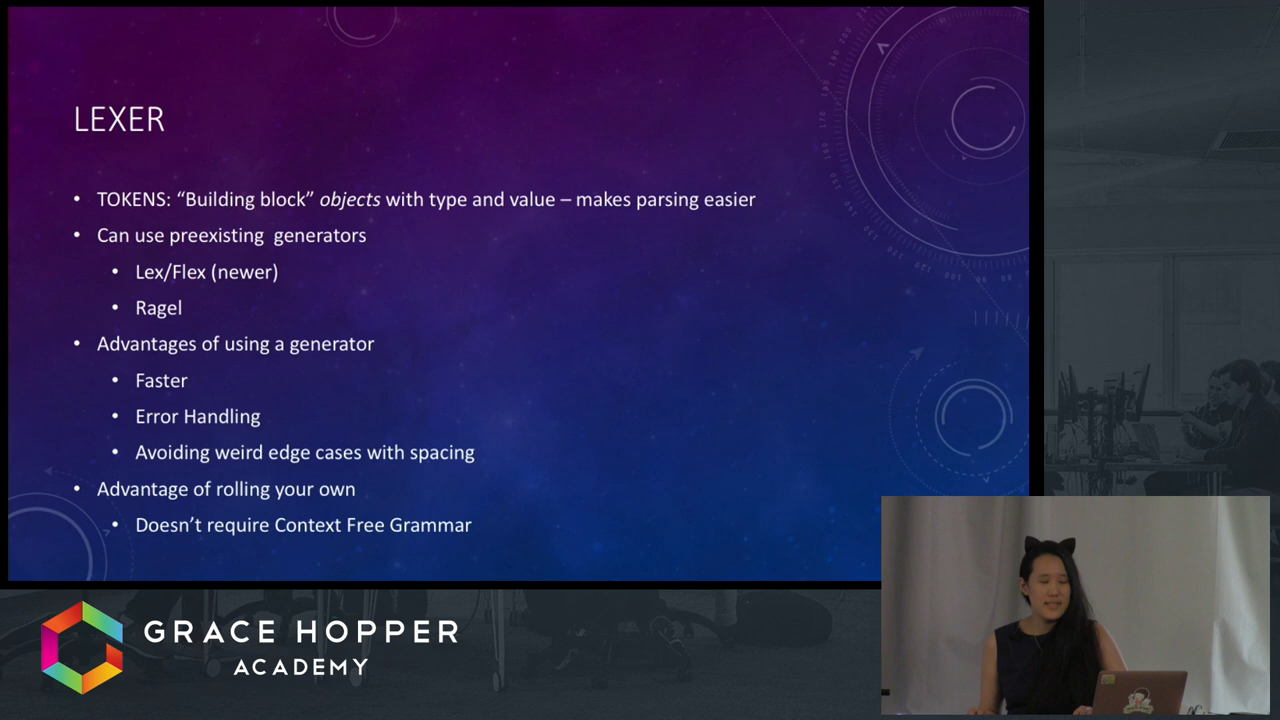 LEXER
• TOKENS: “Building block” objects with type and value – makes parsing easier
• Can use preexisting generators
• Lex/Flex (newer)
• Ragel
• Advantages of using a generator
• Faster
• Error Handling
• Avoiding weird edge cases with spacing
• Advantage of rolling your own
• Doesn’t require Context Free Grammar
GRACE HOPPER
ACADEMY